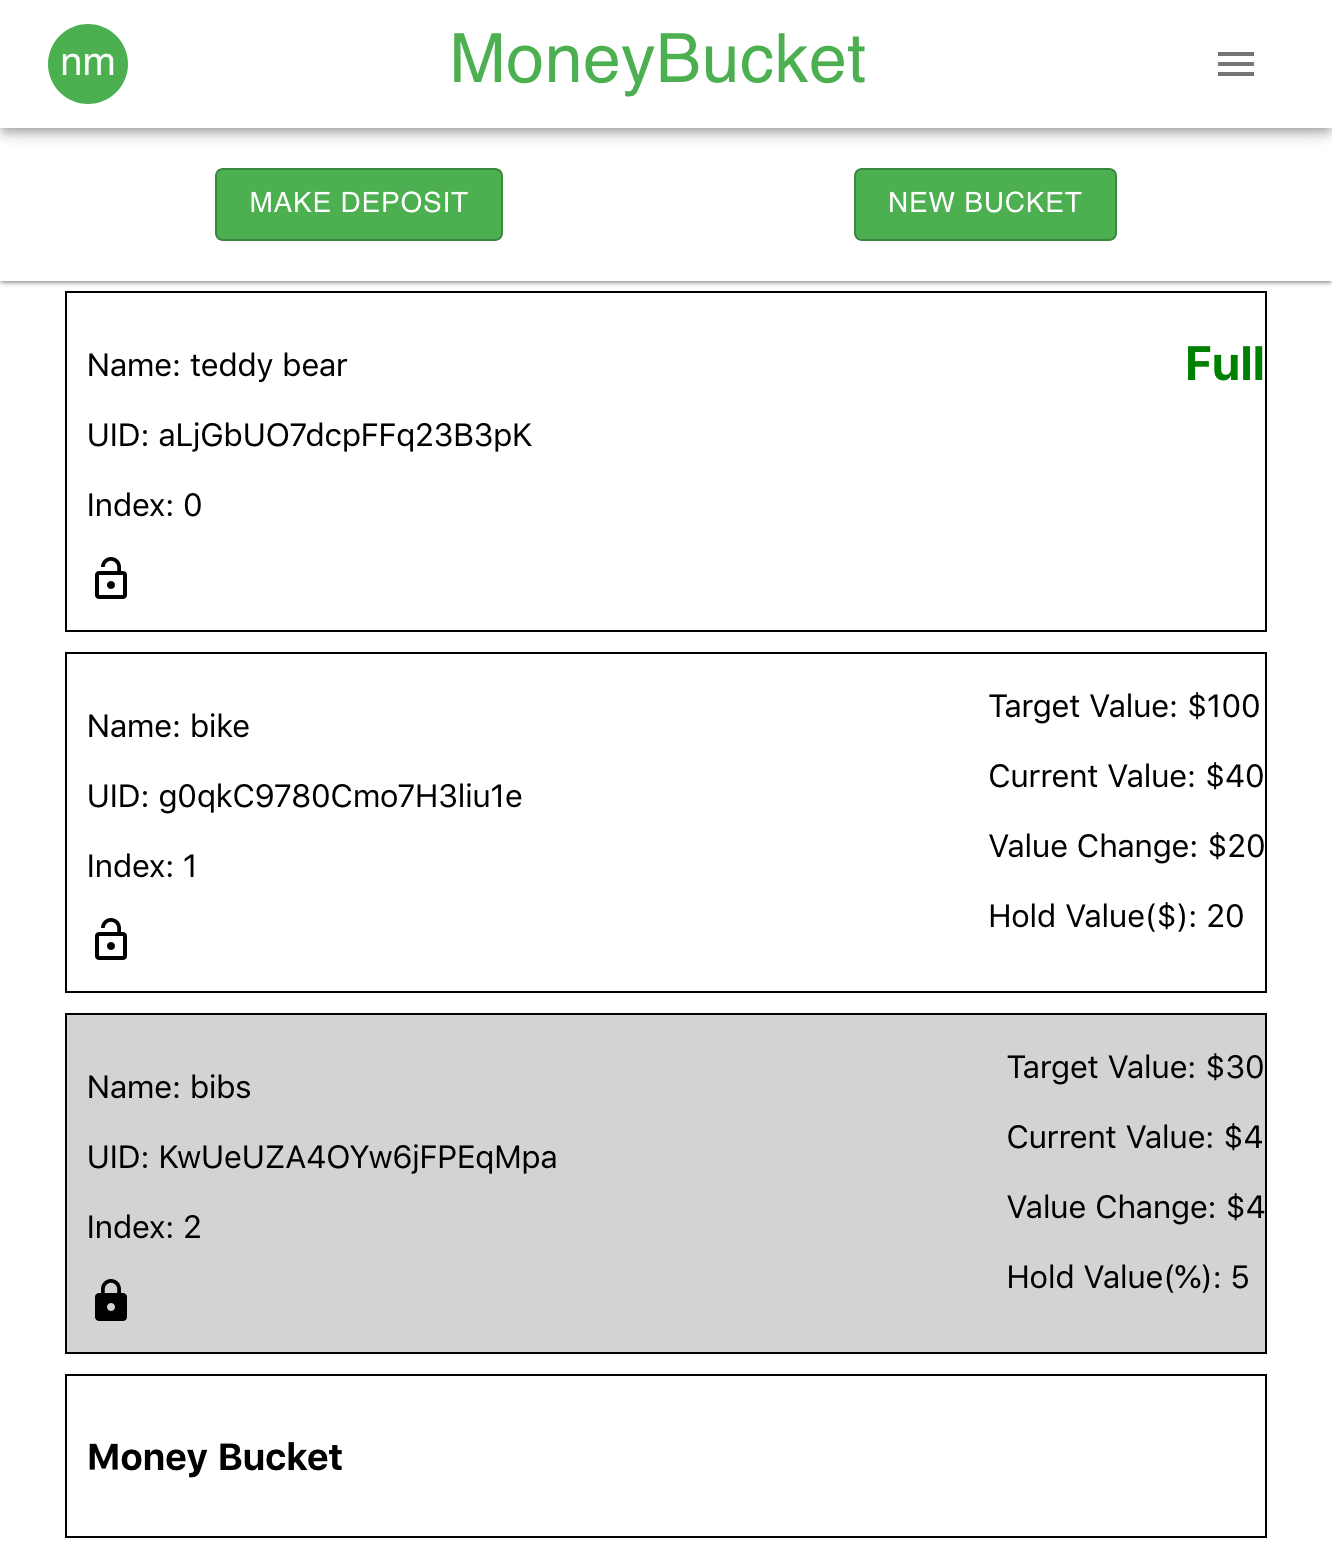 nm
MoneyBucket
MAKE DEPOSIT
NEW BUCKET
Name: teddy bear
Full
UID: aLjGbUO7dcpFFq23B3pK
Index: 0
Name: bike
UID: g0qkC9780Cmo7H3liu1e
Index: 1
Target Value: $100
Current Value: $40
Value Change: $20
Hold Value($): 20
Name: bibs
UID: KwUeUZA4OYw6jFPEqMpa
Index: 2
Target Value: $30
Current Value: $4
Value Change: $4
Hold Value(%): 5
Money Bucket